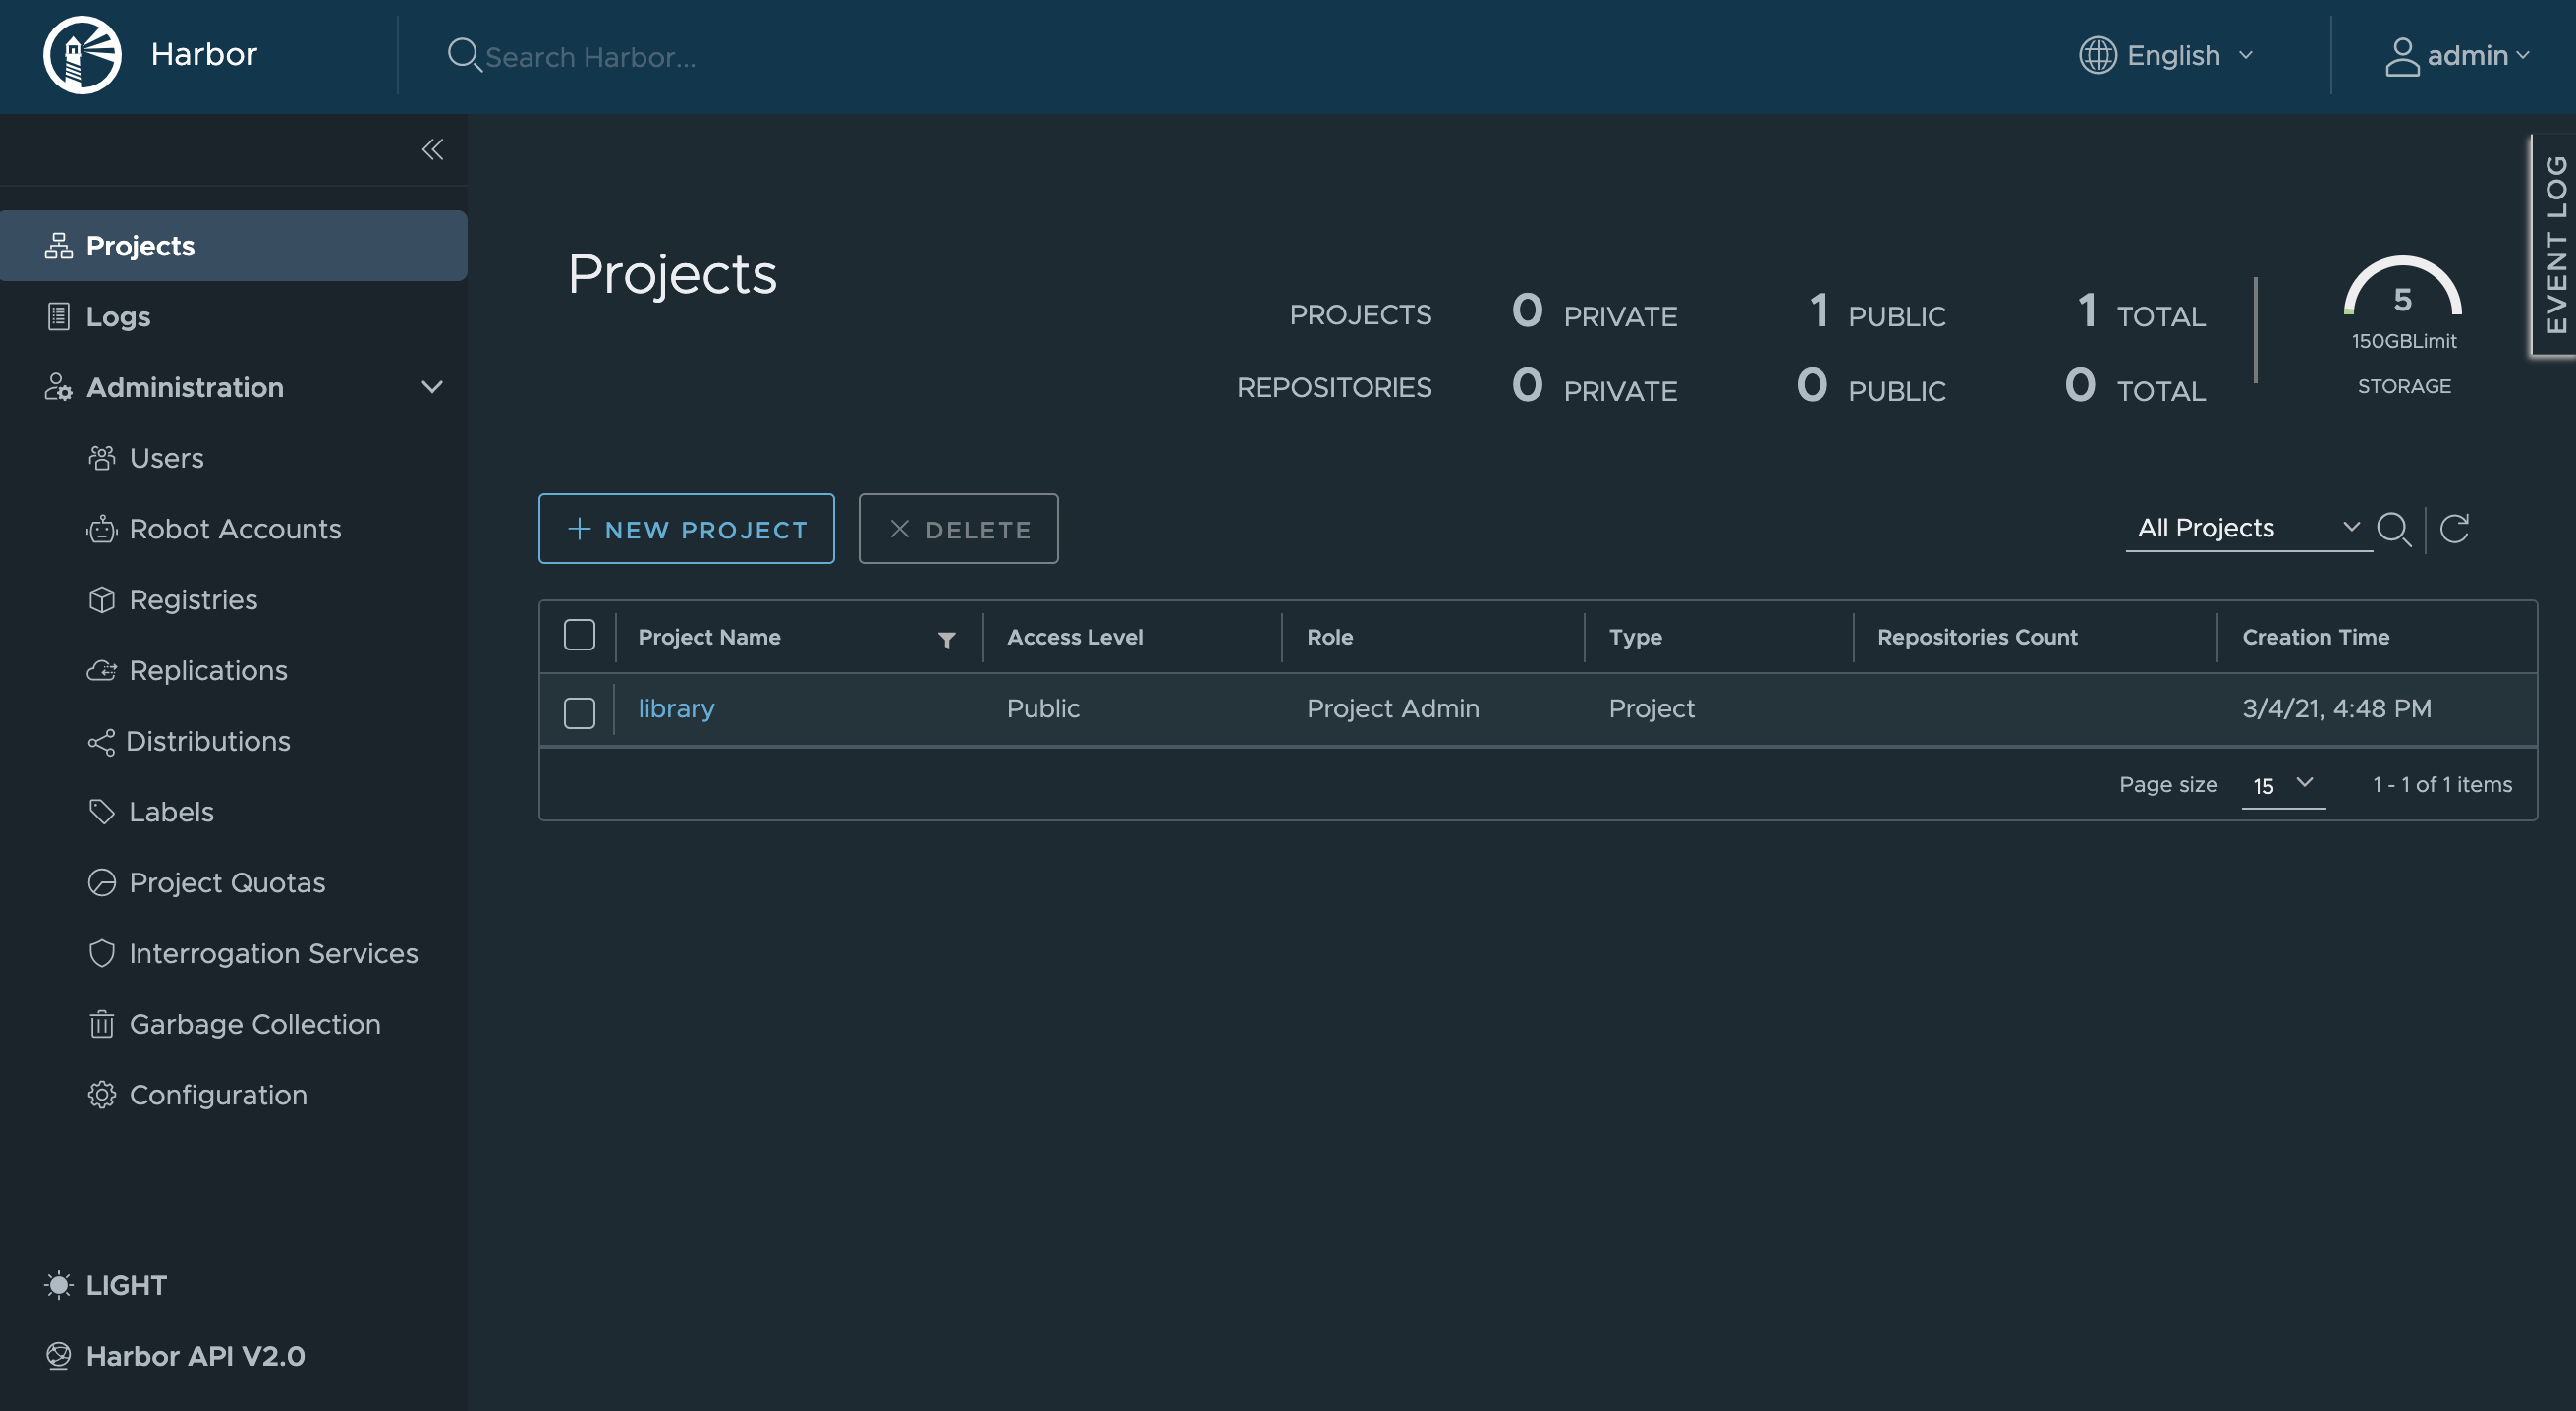 Harbor
Search Harbor...
English
admin
EVENT LOG
Projects
Logs
Administration
Users
Robot Accounts
Registries
Replications
Distributions
Labels
Project Quotas
Interrogation Services
Garbage Collection
Configuration
LIGHT
Harbor API V2.0
Projects
PROJECTS 0 PRIVATE 1 PUBLIC 1 TOTAL
REPOSITORIES 0 PRIVATE 0 PUBLIC 0 TOTAL
5
150GBLimit
STORAGE
NEW PROJECT DELETE
All Projects
Project Name Access Level Role Type Repositories Count Creation Time
library Public Project Admin Project 3/4/21, 4:48 PM
Page size 15 1 - 1 of 1 items